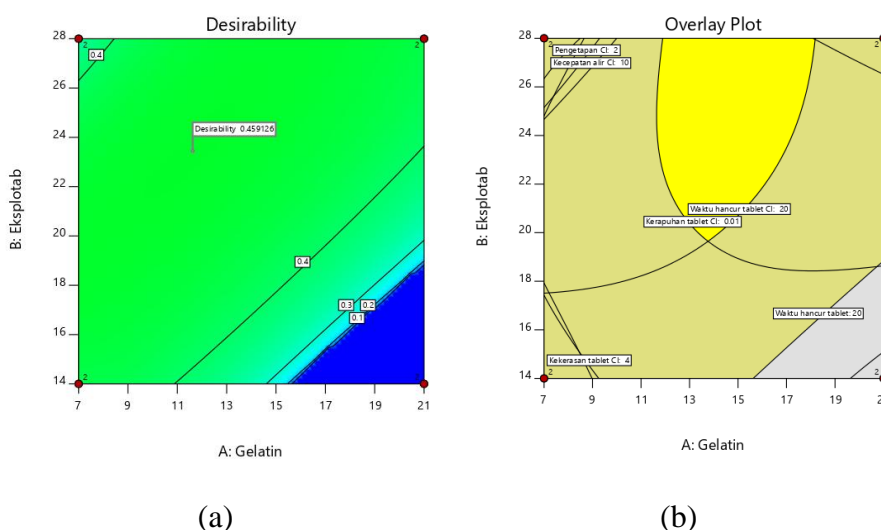 Desirability
28
26
24
22
20
18
16
14
7
9
11
13
15
17
19
21
B: Eksplotab
A: Gelatin
2
2
2
2
0.4
Desirability 0.459126
0.4
0.3
0.2
0.1
(a)
Overlay Plot
28
26
24
22
20
18
16
14
7
9
11
13
15
17
19
B: Eksplotab
A: Gelatin
2
2
2
2
Pengetapan CI: 2
Kecepatan alir CI: 10
Waktu hancur tablet CI: 20
Kerapuhan tablet CI: 0.01
Waktu hancur tablet: 20
Kekerasan tablet CI: 4
(b)